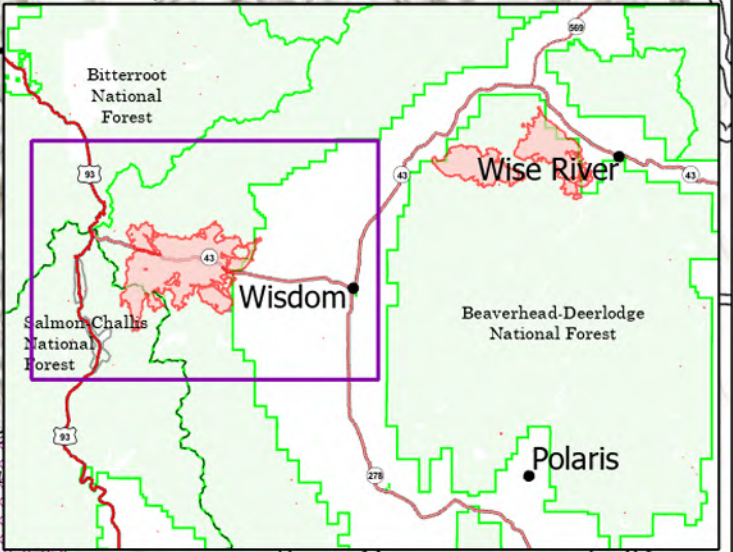 569
Bitterroot
National
Forest
93
43
Wise River
43
43
Wisdom
Beaverhead-Deerlodge
National Forest
Salmon-Challis
National
Forest
93
278
Polaris